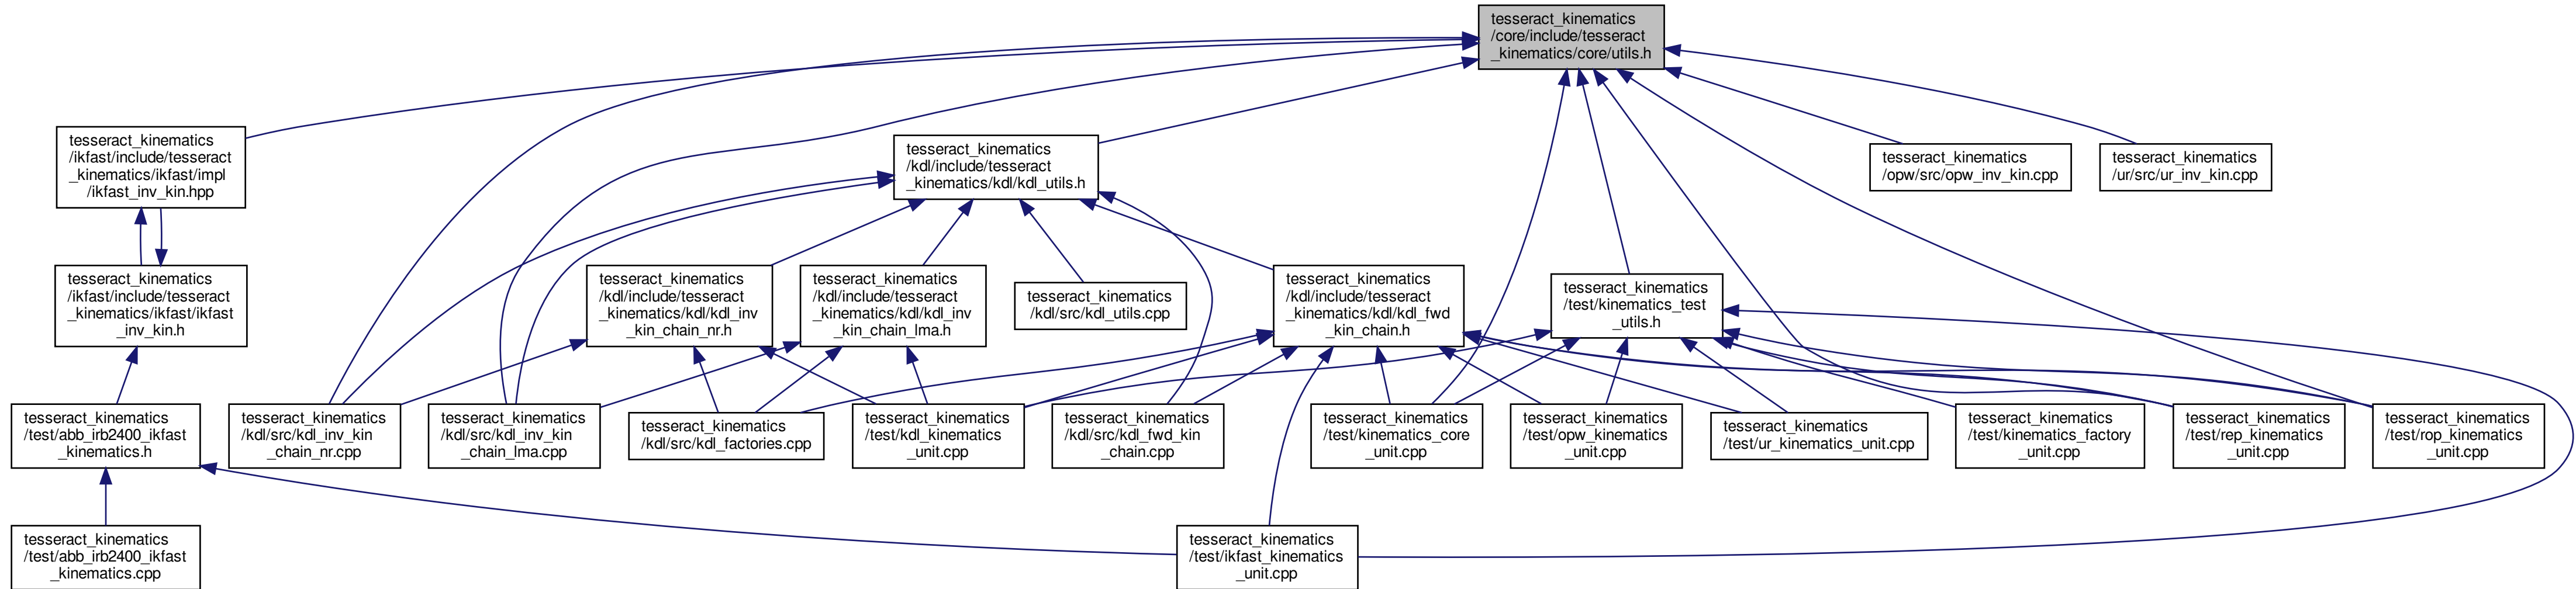 tesseract_kinematics
/core/include/tesseract
_kinematics/core/utils.h
tesseract_kinematics
/ikfast/include/tesseract
_kinematics/ikfast/impl
/ikfast_inv_kin.hpp
tesseract_kinematics
/kdl/include/tesseract
_kinematics/kdl/kdl_utils.h
tesseract_kinematics
/opw/src/opw_inv_kin.cpp
tesseract_kinematics
/ur/src/ur_inv_kin.cpp
tesseract_kinematics
/ikfast/include/tesseract
_kinematics/ikfast/ikfast
_inv_kin.h
tesseract_kinematics
/kdl/include/tesseract
_kinematics/kdl/kdl_inv
_kin_chain_nr.h
tesseract_kinematics
/kdl/include/tesseract
_kinematics/kdl/kdl_inv
_kin_chain_lma.h
tesseract_kinematics
/kdl/src/kdl_utils.cpp
tesseract_kinematics
/kdl/include/tesseract
_kinematics/kdl/kdl_fwd
_kin_chain.h
tesseract_kinematics
/test/kinematics_test
_utils.h
tesseract_kinematics
/test/abb_irb2400_ikfast
_kinematics.h
tesseract_kinematics
/kdl/src/kdl_inv_kin
_chain_nr.cpp
tesseract_kinematics
/kdl/src/kdl_inv_kin
_chain_lma.cpp
tesseract_kinematics
/kdl/src/kdl_factories.cpp
tesseract_kinematics
/test/kdl_kinematics
_unit.cpp
tesseract_kinematics
/kdl/src/kdl_fwd_kin
_chain.cpp
tesseract_kinematics
/test/kinematics_core
_unit.cpp
tesseract_kinematics
/test/opw_kinematics
_unit.cpp
tesseract_kinematics
/test/ur_kinematics_unit.cpp
tesseract_kinematics
/test/kinematics_factory
_unit.cpp
tesseract_kinematics
/test/rep_kinematics
_unit.cpp
tesseract_kinematics
/test/rop_kinematics
_unit.cpp
tesseract_kinematics
/test/abb_irb2400_ikfast
_kinematics.cpp
tesseract_kinematics
/test/ikfast_kinematics
_unit.cpp